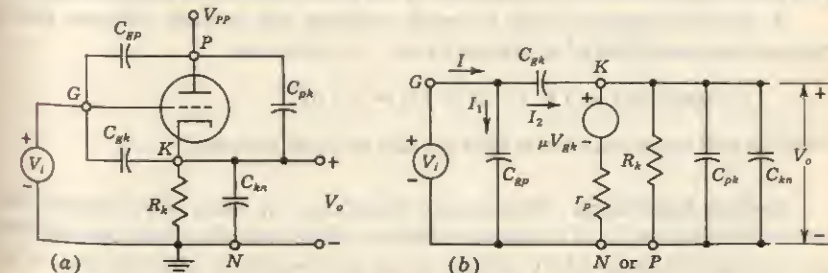 V_PP
P
C_gp
G
C_pk
C_gk
K
+
V_i
-
+
R_k
C_kn
V_o
-
(a)
N
I
C_gk
K
G
I_1
I_2
+
+
μV_gk -
+
V_i
-
C_gp
R_k
C_pk
C_kn
V_o
r_p
-
(b)
N or P